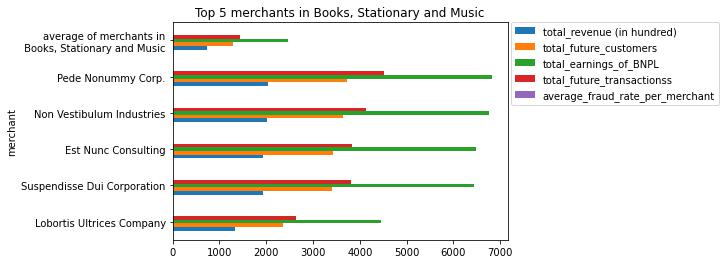 Top 5 merchants in Books, Stationary and Music
merchant
average of merchants in
Books, Stationary and Music
Pede Nonummy Corp.
Non Vestibulum Industries
Est Nunc Consulting
Suspendisse Dui Corporation
Lobortis Ultrices Company
0 1000 2000 3000 4000 5000 6000 7000
total_revenue (in hundred)
total_future_customers
total_earnings_of_BNPL
total_future_transactionss
average_fraud_rate_per_merchant